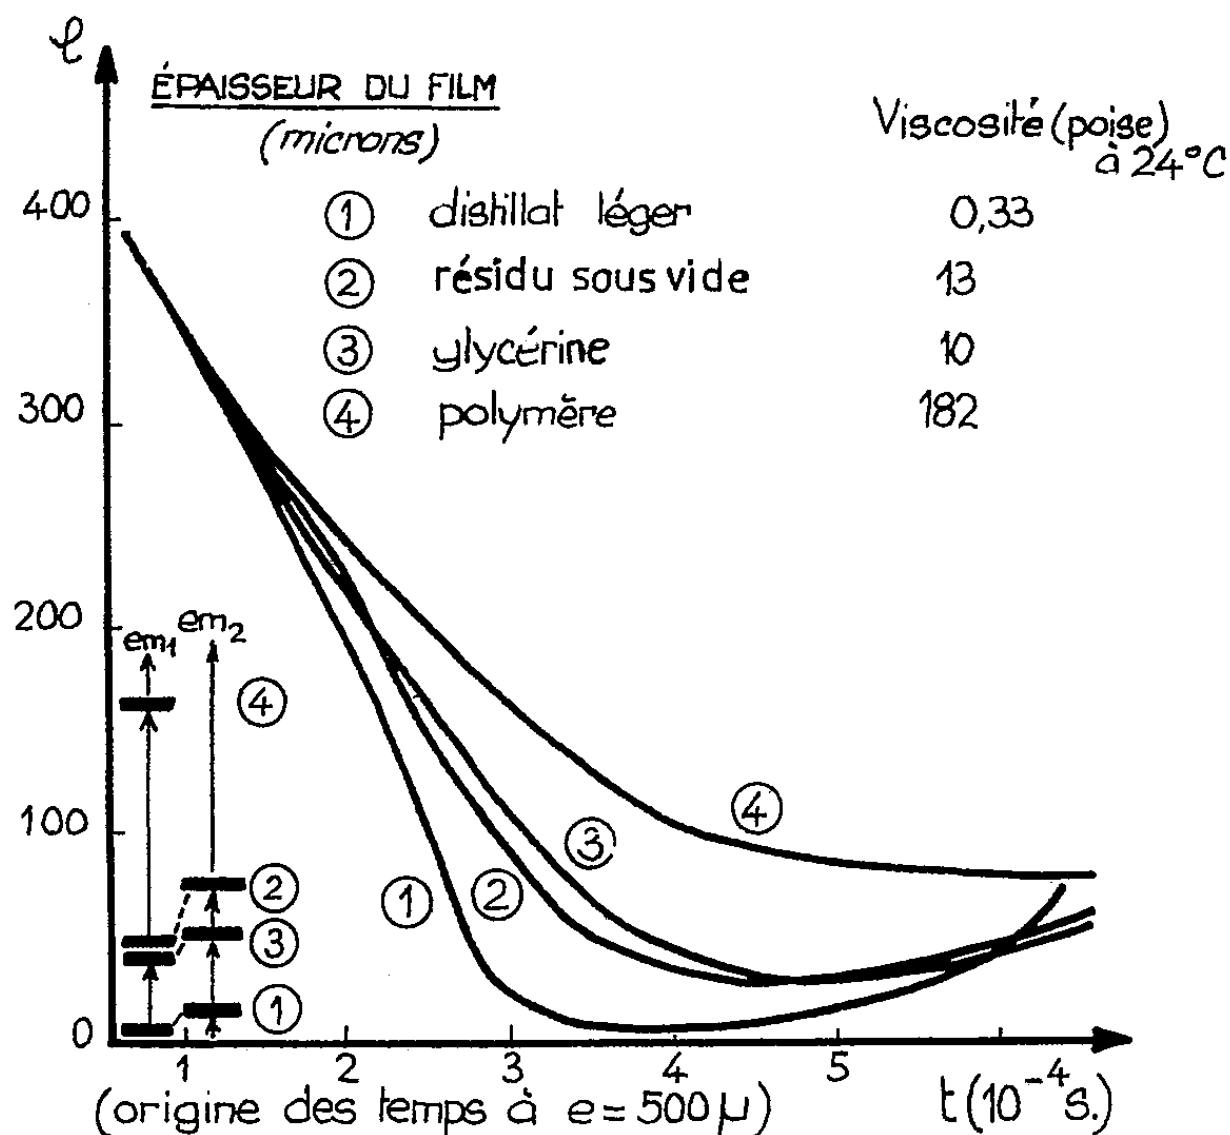 e
ÉPAISSEUR DU FILM
(microns)
Viscosité (poise)
à 24°C
400
① distillat léger 0,33
② résidu sous vide 13
③ glycérine 10
300
④ polymère 182
200
em₁ em₂
④
100
④
③
② ① ②
③
①
0
1 2 3 4 5
(origine des temps à e = 500 µ) t (10⁻⁴ s.)